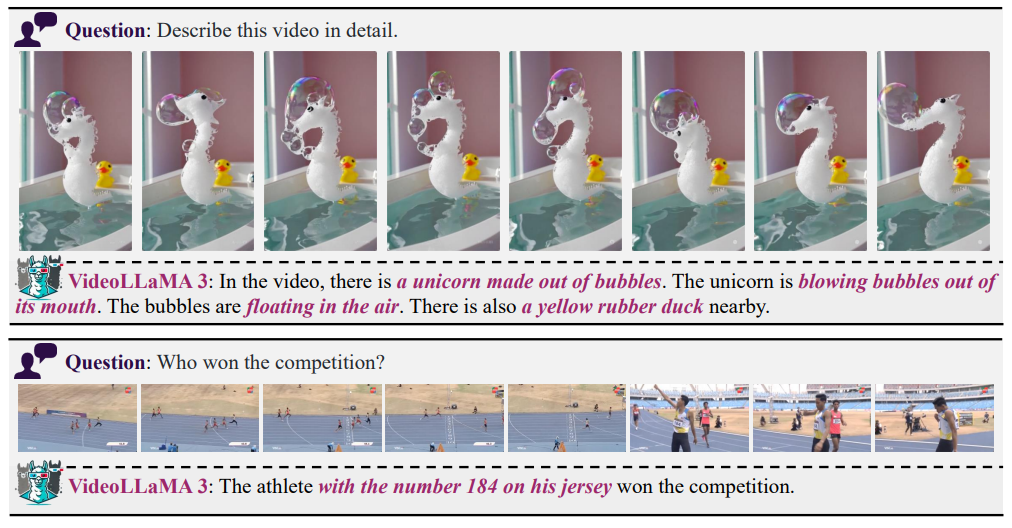 Question: Describe this video in detail.
VideoLLaMA 3: In the video, there is a unicorn made out of bubbles. The unicorn is blowing bubbles out of
its mouth. The bubbles are floating in the air. There is also a yellow rubber duck nearby.
Question: Who won the competition?
VideoLLaMA 3: The athlete with the number 184 on his jersey won the competition.